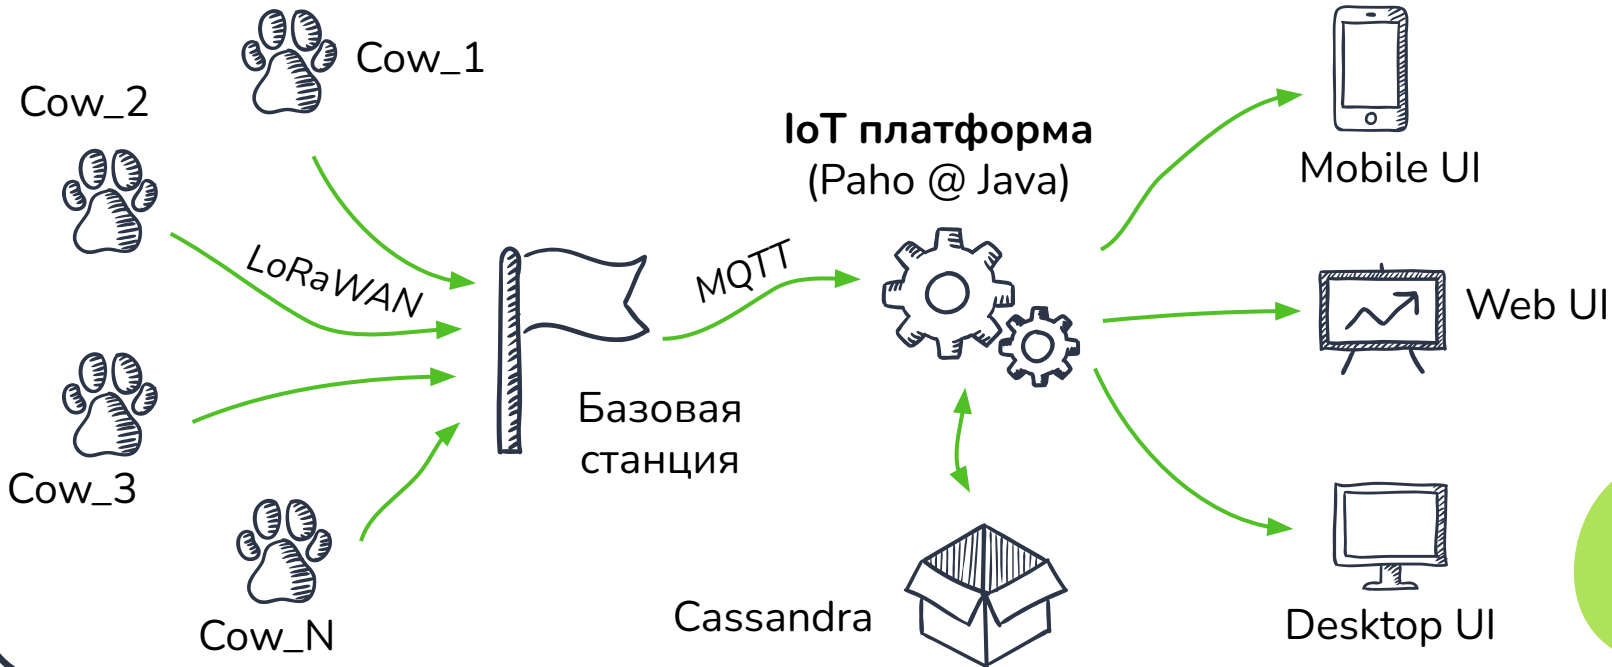 Cow_1
Cow_2
LoRaWAN
Cow_3
Cow_N
Базовая
станция
MQTT
IoT платформа
(Paho @ Java)
Cassandra
Mobile UI
Web UI
Desktop UI